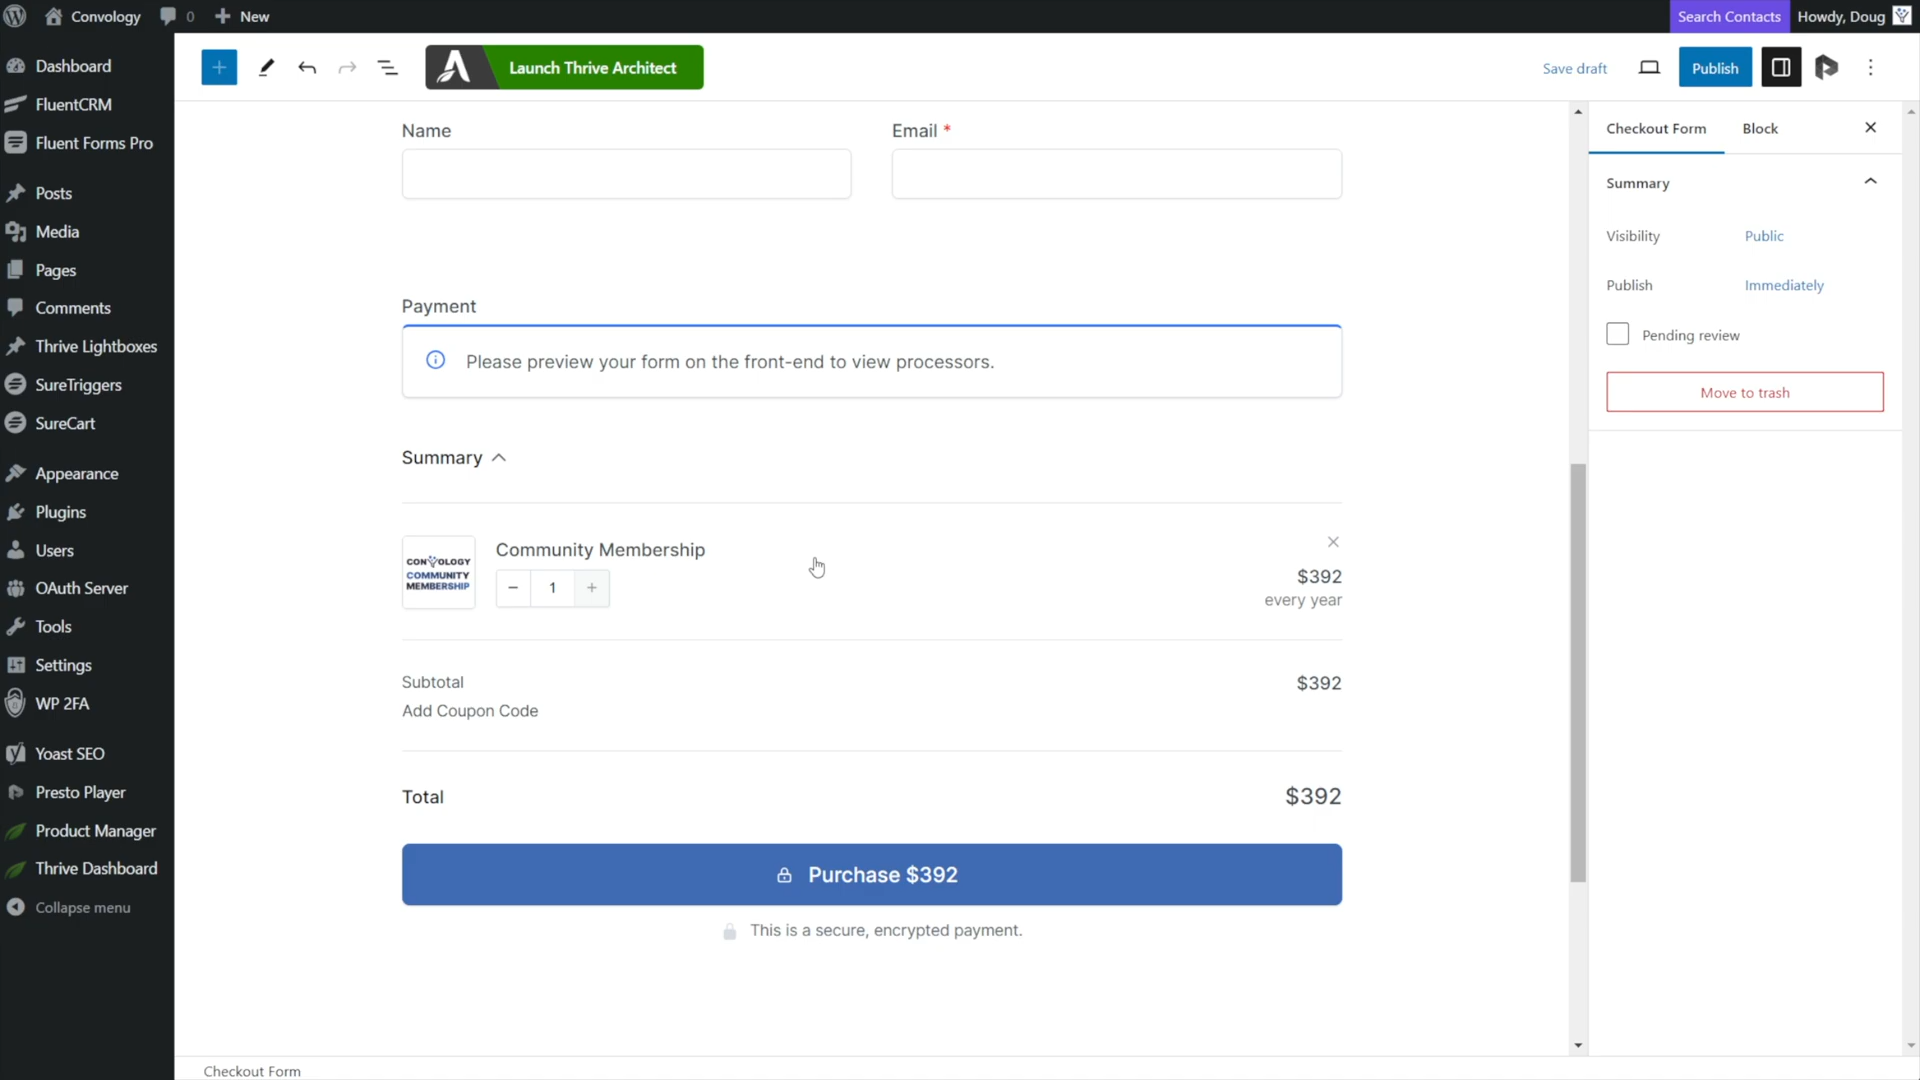 Convology 0 New Search Contacts Howdy, Doug
Dashboard
FluentCRM
Fluent Forms Pro
Posts
Media
Pages
Comments
Thrive Lightboxes
SureTriggers
SureCart
Appearance
Plugins
Users
OAuth Server
Tools
Settings
WP 2FA
Yoast SEO
Presto Player
Product Manager
Thrive Dashboard
Collapse menu
Launch Thrive Architect
Save draft Publish
Name Email *
Payment
Please preview your form on the front-end to view processors.
Summary
CONVOLOGY
COMMUNITY
MEMBERSHIP
Community Membership
1
$392
every year
Subtotal $392
Add Coupon Code
Total $392
Purchase $392
This is a secure, encrypted payment.
Checkout Form Block
Summary
Visibility Public
Publish Immediately
Pending review
Move to trash
Checkout Form